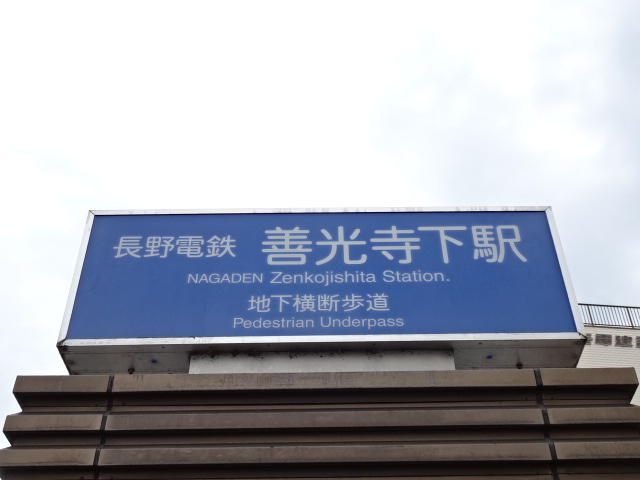 長野電鉄 善光寺下駅
NAGADEN Zenkojishita Station.
地下横断歩道
Pedestrian Underpass